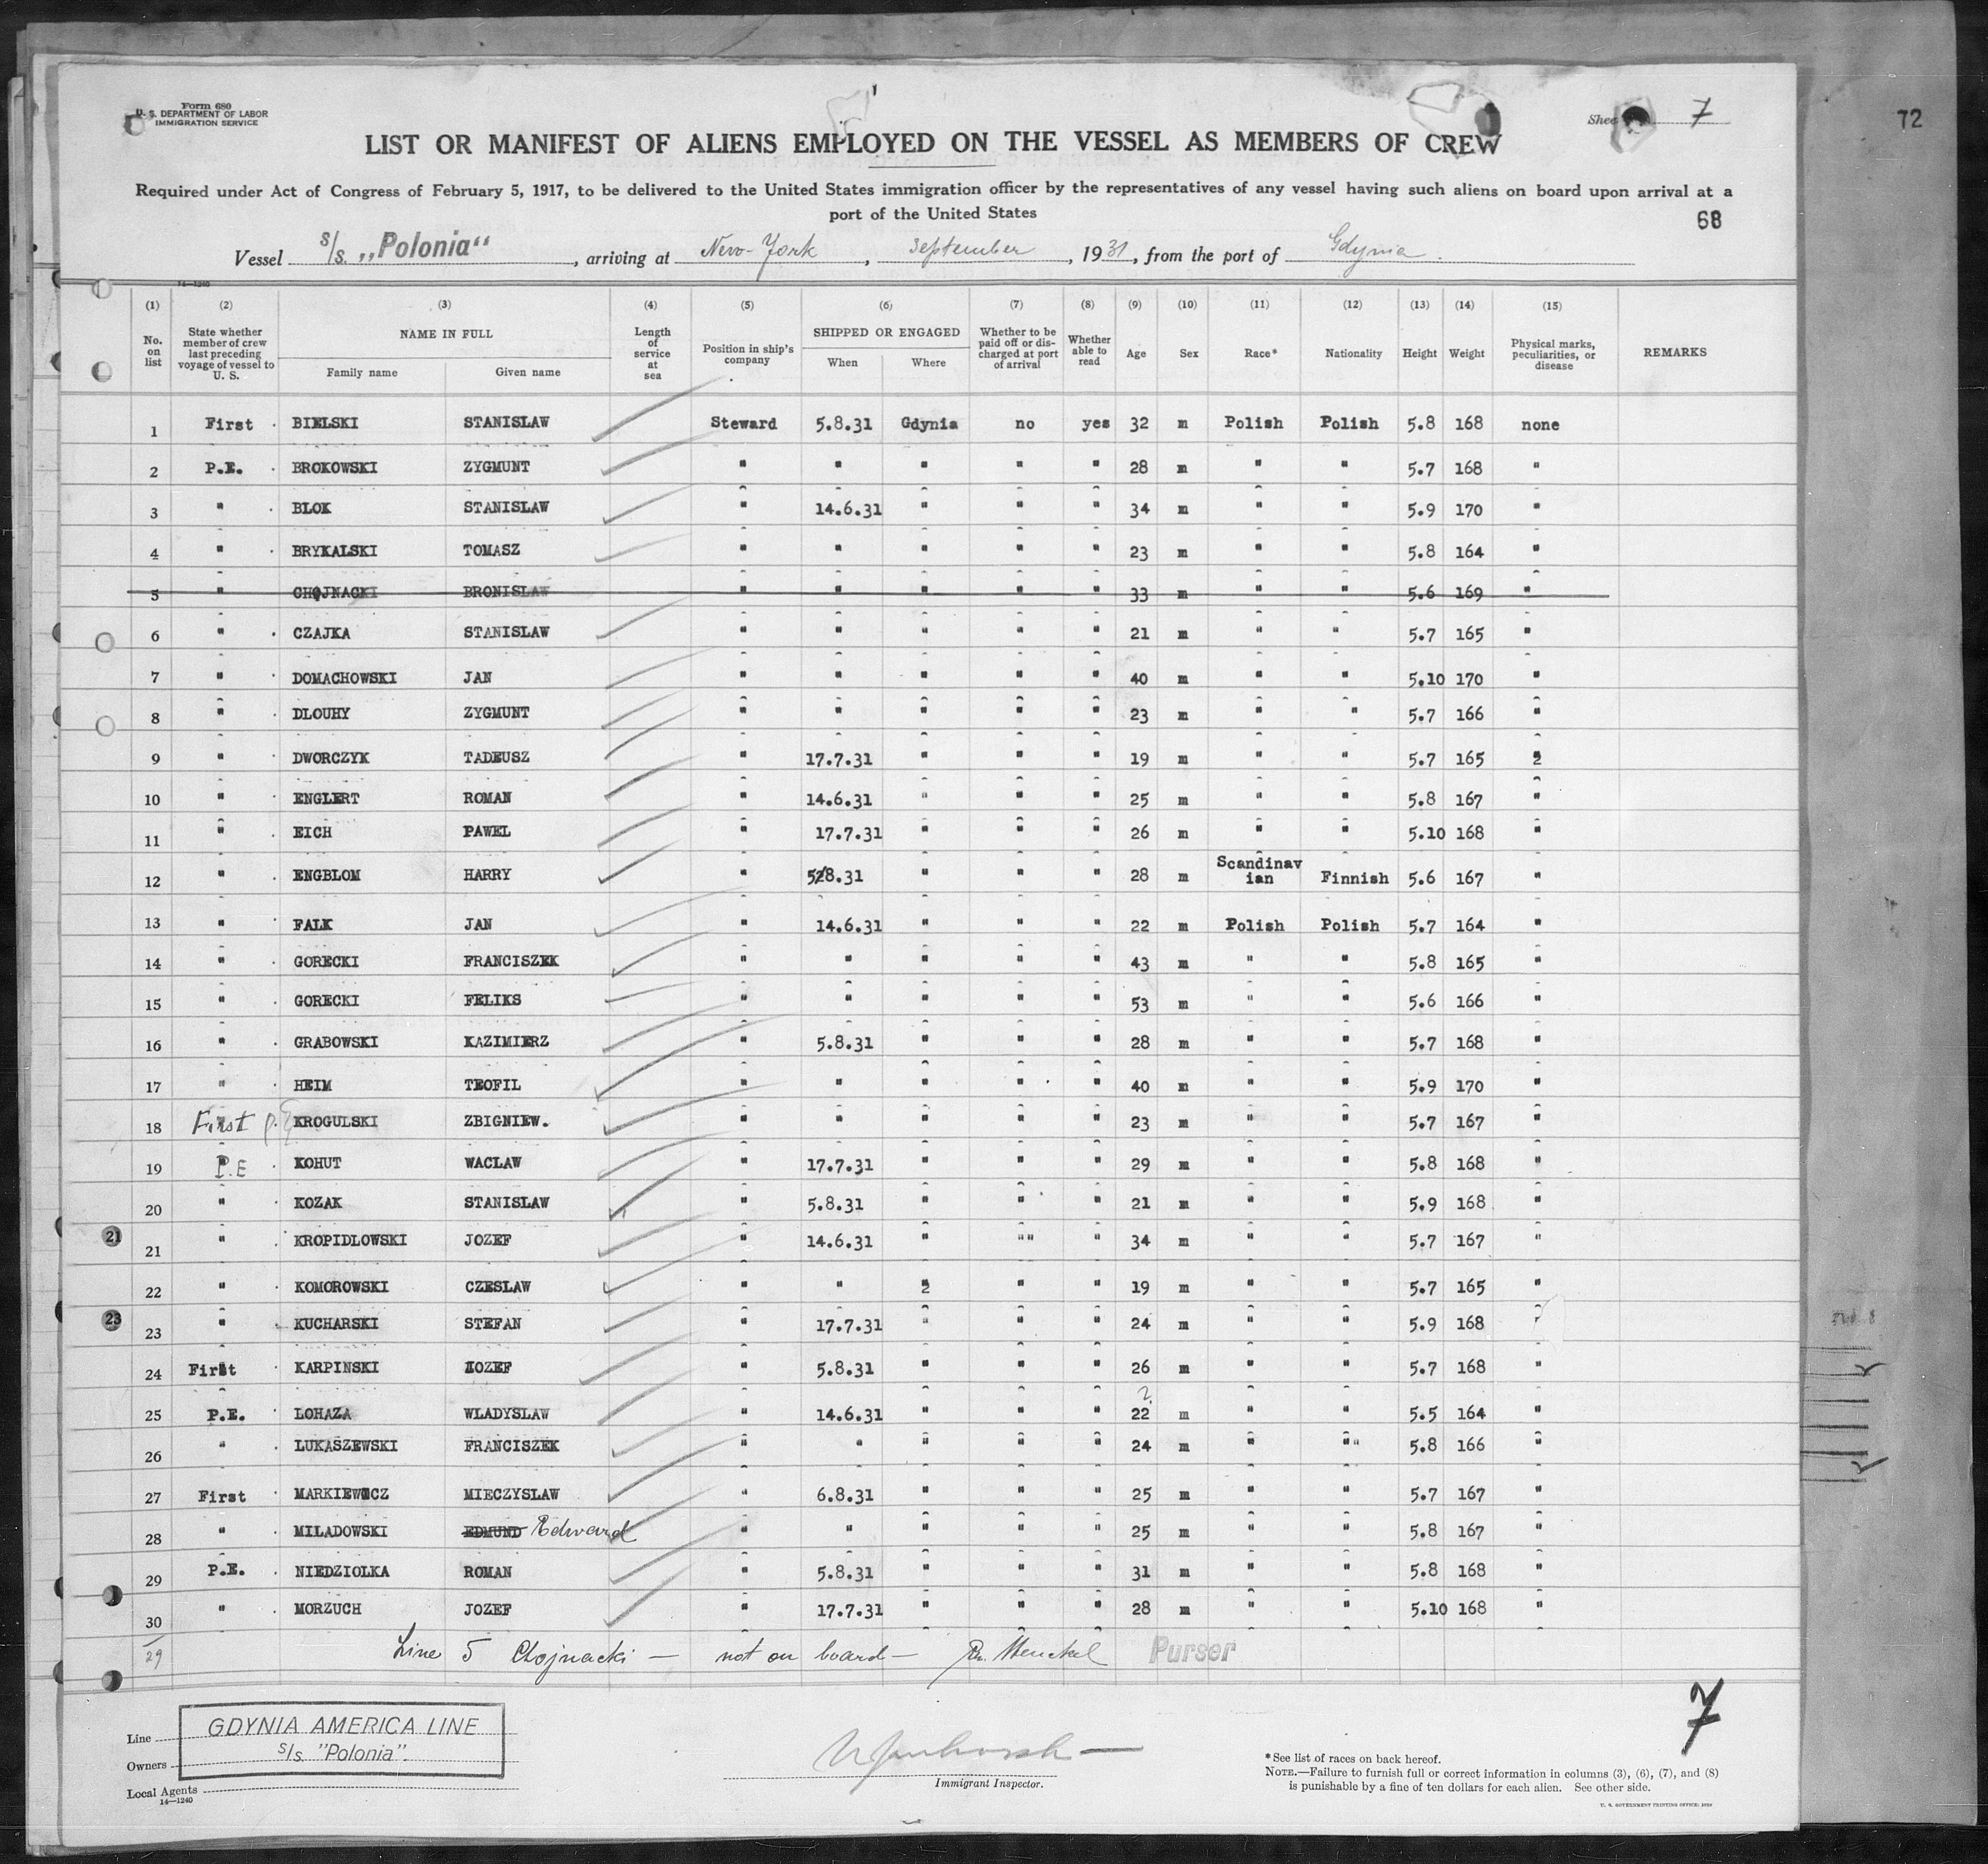 Form 680
U. S. DEPARTMENT OF LABOR
IMMIGRATION SERVICE
Sheet 7
72
LIST OR MANIFEST OF ALIENS EMPLOYED ON THE VESSEL AS MEMBERS OF CREW
Required under Act of Congress of February 5, 1917, to be delivered to the United States immigration officer by the representatives of any vessel having such aliens on board upon arrival at a
port of the United States
68
Vessel s/s. „Polonia“, arriving at New-York, september, 1931, from the port of Gdynia.
14—1240
(1) (2) (3) (4) (5) (6) (7) (8) (9) (10) (11) (12) (13) (14) (15)
No. on list State whether member of crew last preceding voyage of vessel to U. S. NAME IN FULL Family name Given name Length of service at sea Position in ship's company SHIPPED OR ENGAGED When Where Whether to be paid off or discharged at port of arrival Whether able to read Age Sex Race* Nationality Height Weight Physical marks, peculiarities, or disease REMARKS
1 First BIELSKI STANISLAW Steward 5.8.31 Gdynia no yes 32 m Polish Polish 5.8 168 none
2 P.E. BROKOWSKI ZYGMUNT " " " " " 28 m " " 5.7 168 "
3 " BLOK STANISLAW " 14.6.31 " " " 34 m " " 5.9 170 "
4 " BRYKALSKI TOMASZ " " " " " 23 m " " 5.8 164 "
5 " CHOJNACKI BRONISLAW " " " " " 33 m " " 5.6 169 "
6 " CZAJKA STANISLAW " " " " " 21 m " " 5.7 165 "
7 " DOMACHOWSKI JAN " " " " " 40 m " " 5.10 170 "
8 " DLOUHY ZYGMUNT " " " " " 23 m " " 5.7 166 "
9 " DWORCZYK TADEUSZ " 17.7.31 " " " 19 m " " 5.7 165 2
10 " ENGLERT ROMAN " 14.6.31 " " " 25 m " " 5.8 167 "
11 " EICH PAWEL " 17.7.31 " " " 26 m " " 5.10 168 "
12 " ENGBLOM HARRY " 5.8.31 " " " 28 m Scandinav ian Finnish 5.6 167 "
13 " FALK JAN " 14.6.31 " " " 22 m Polish Polish 5.7 164 "
14 " GORECKI FRANCISZEK " " " " " 43 m " " 5.8 165 "
15 " GORECKI FELIKS " " " " " 53 m " " 5.6 166 "
16 " GRABOWSKI KAZIMIERZ " 5.8.31 " " " 28 m " " 5.7 168 "
17 " HEIM TEOFIL " " " " " 40 m " " 5.9 170 "
18 First P.E KROGULSKI ZBIGNIEW. " " " " " 23 m " " 5.7 167 "
19 P.E KOHUT WACLAW " 17.7.31 " " " 29 m " " 5.8 168 "
20 " KOZAK STANISLAW " 5.8.31 " " " 21 m " " 5.9 168 "
21 21 " KROPIDLOWSKI JOZEF " 14.6.31 " "" " 34 m " " 5.7 167 "
22 " KOMOROWSKI CZESLAW " " 2 " " 19 m " " 5.7 165 "
23 23 " KUCHARSKI STEFAN " 17.7.31 " " " 24 m " " 5.9 168 "
24 First KARPINSKI JOZEF " 5.8.31 " " " 26 m " " 5.7 168 "
25 P.E. LOHAZA WLADYSLAW " 14.6.31 " " " ? 22 m " " 5.5 164 "
26 " LUKASZEWSKI FRANCISZEK " " " " " 24 m " "" 5.8 166 "
27 First MARKIEWICZ MIECZYSLAW " 6.8.31 " " " 25 m " " 5.7 167 "
28 " MILADOWSKI EDMUND Edward " " " " " 25 m " " 5.8 167 "
29 P.E. NIEDZIOLKA ROMAN " 5.8.31 " " " 31 m " " 5.8 168 "
30 " MORZUCH JOZEF " 17.7.31 " " " 28 m " " 5.10 168 "
29 Line 5 Chojnacki — not on board — Purser
7
Line GDYNIA AMERICA LINE
Owners s/s. "Polonia".
Local Agents
14—1240
Immigrant Inspector.
*See list of races on back hereof.
NOTE.—Failure to furnish full or correct information in columns (3), (6), (7), and (8)
is punishable by a fine of ten dollars for each alien. See other side.
U. S. GOVERNMENT PRINTING OFFICE: 1929